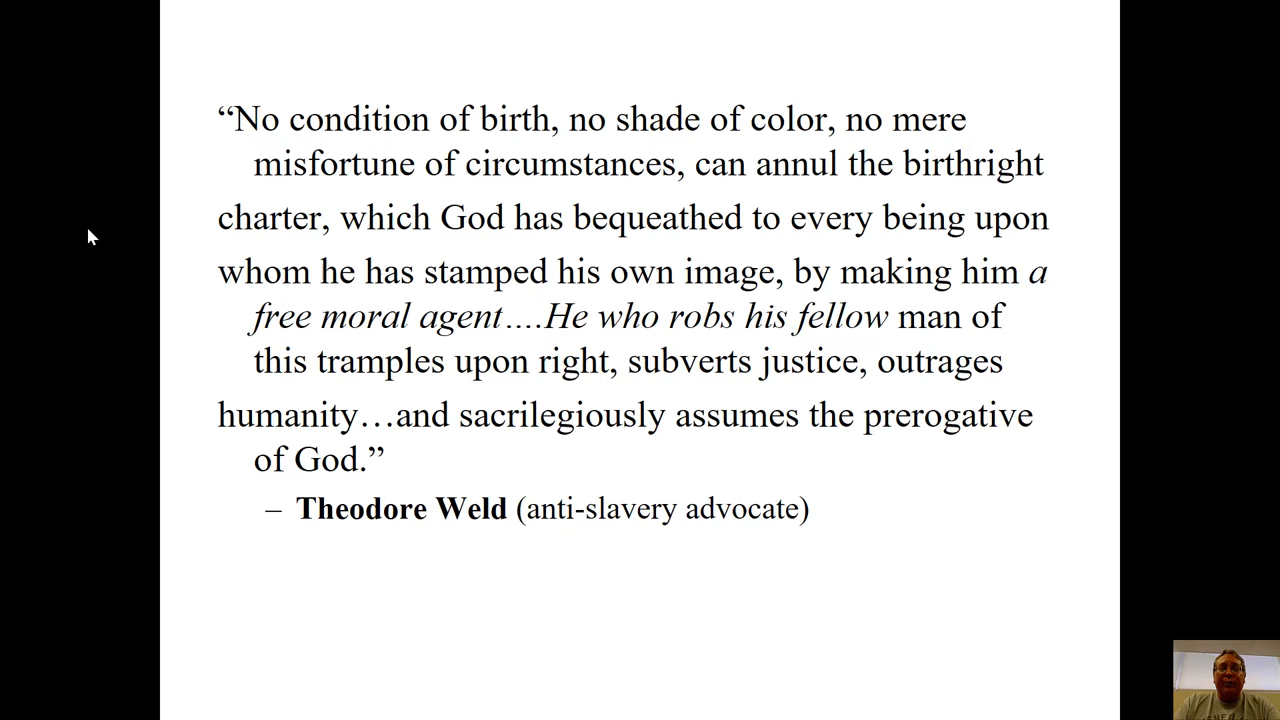 “No condition of birth, no shade of color, no mere
misfortune of circumstances, can annul the birthright
charter, which God has bequeathed to every being upon
whom he has stamped his own image, by making him a
free moral agent….He who robs his fellow man of
this tramples upon right, subverts justice, outrages
humanity…and sacrilegiously assumes the prerogative
of God.”
– Theodore Weld (anti-slavery advocate)